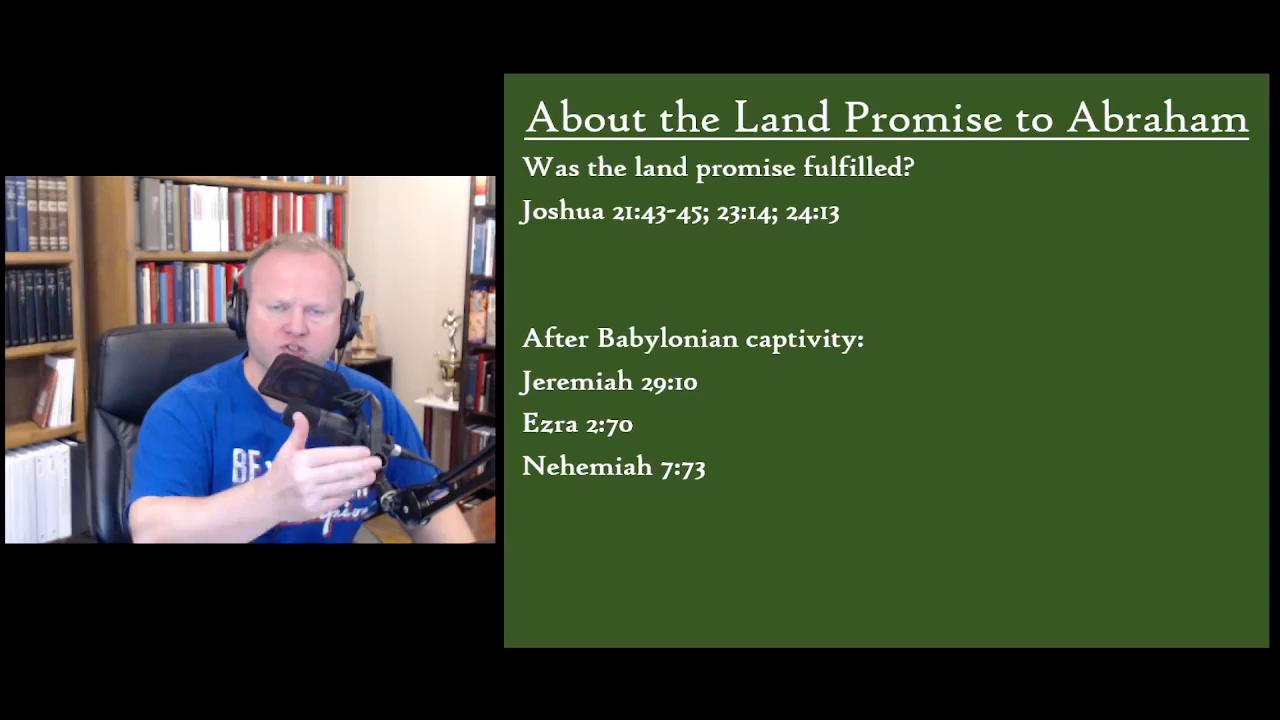 About the Land Promise to Abraham
Was the land promise fulfilled?
Joshua 21:43-45; 23:14; 24:13
After Babylonian captivity:
Jeremiah 29:10
Ezra 2:70
Nehemiah 7:73